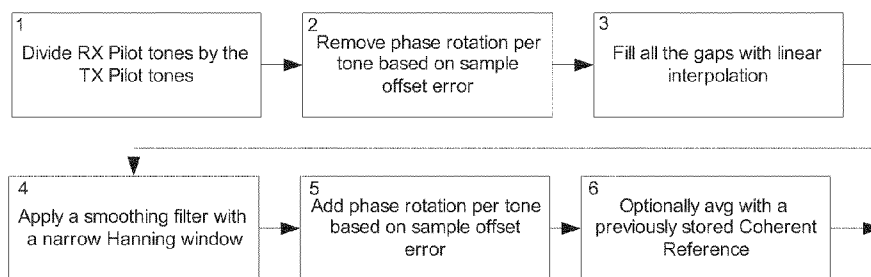 1
Divide RX Pilot tones by the
TX Pilot tones
2
Remove phase rotation per
tone based on sample
offset error
3
Fill all the gaps with linear
interpolation
4
Apply a smoothing filter with
a narrow Hanning window
5
Add phase rotation per tone
based on sample offset
error
6
Optionally avg with a
previously stored Coherent
Reference